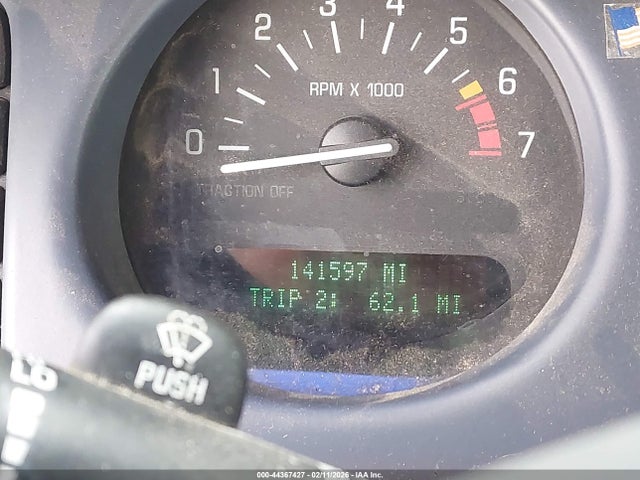 0 1 2 3 4 5 6 7
RPM X 1000
TRACTION OFF
141597 MI
TRIP 2: 62.1 MI
PUSH
000-44367427 - 02/11/2026 - IAA Inc.